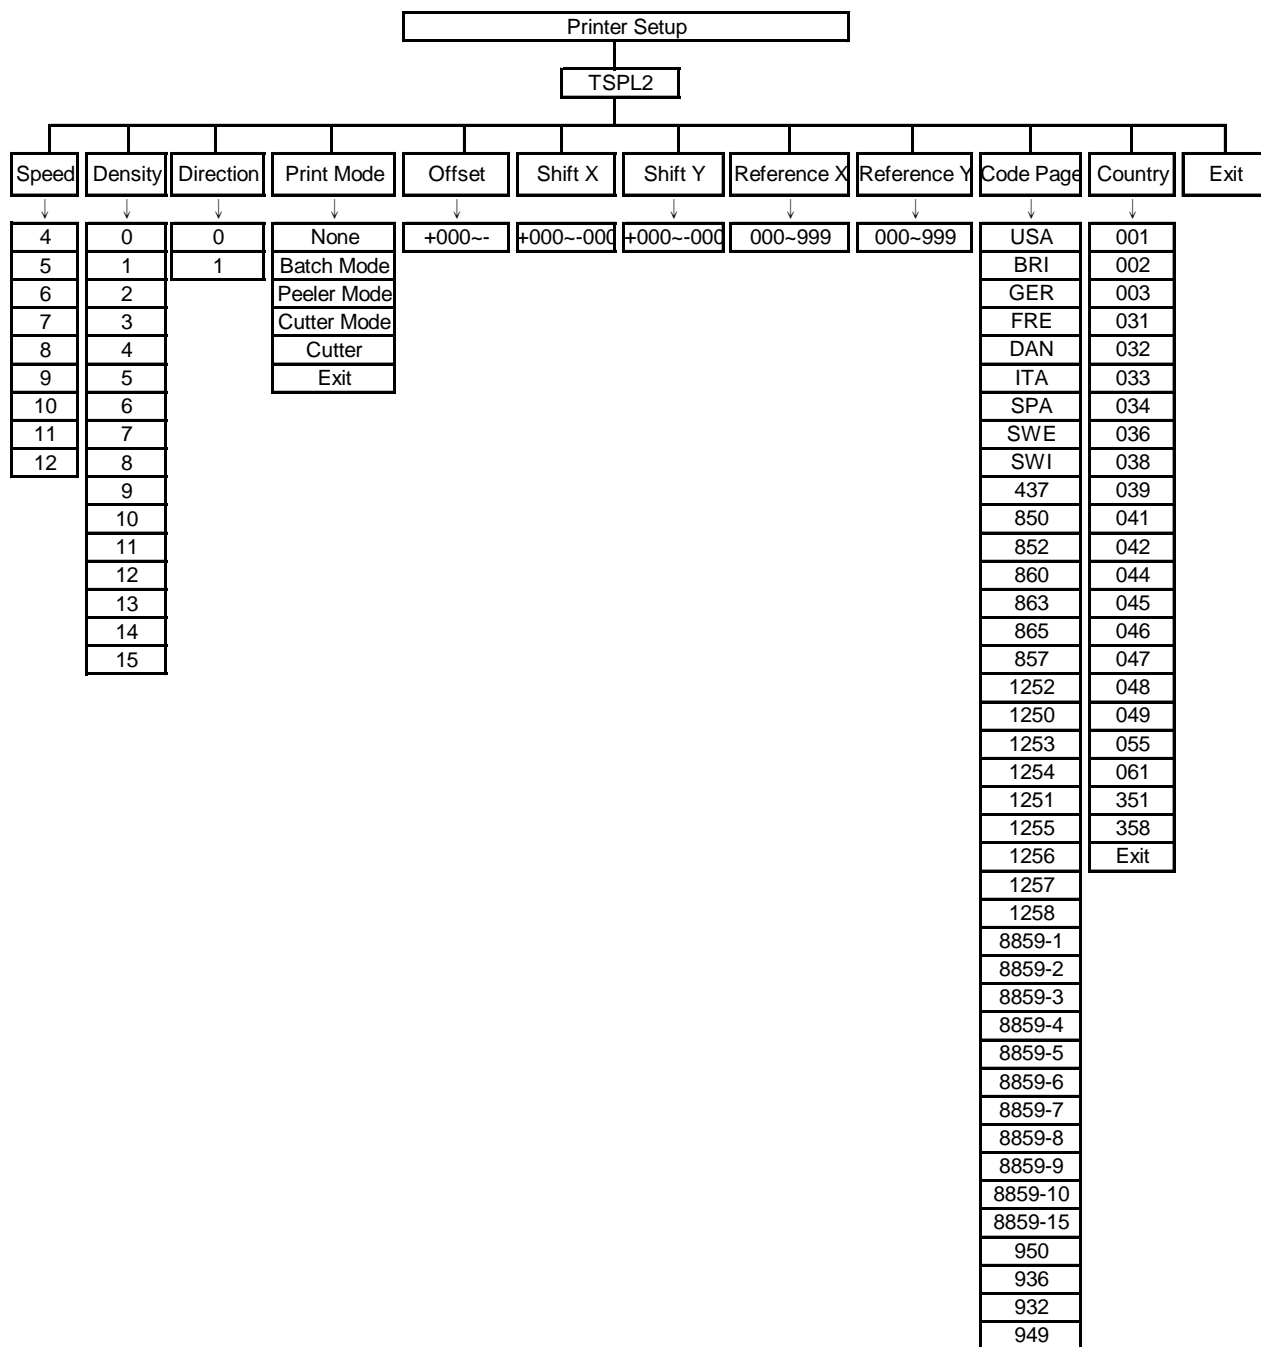 Printer Setup
TSPL2
Speed Density Direction Print Mode Offset Shift X Shift Y Reference X Reference Y Code Page Country Exit
4 0 0 None +000~- +000~-000 +000~-000 000~999 000~999 USA 001
5 1 1 Batch Mode BRI 002
6 2 Peeler Mode GER 003
7 3 Cutter Mode FRE 031
8 4 Cutter DAN 032
9 5 Exit ITA 033
10 6 SPA 034
11 7 SWE 036
12 8 SWI 038
9 437 039
10 850 041
11 852 042
12 860 044
13 863 045
14 865 046
15 857 047
1252 048
1250 049
1253 055
1254 061
1251 351
1255 358
1256 Exit
1257
1258
8859-1
8859-2
8859-3
8859-4
8859-5
8859-6
8859-7
8859-8
8859-9
8859-10
8859-15
950
936
932
949